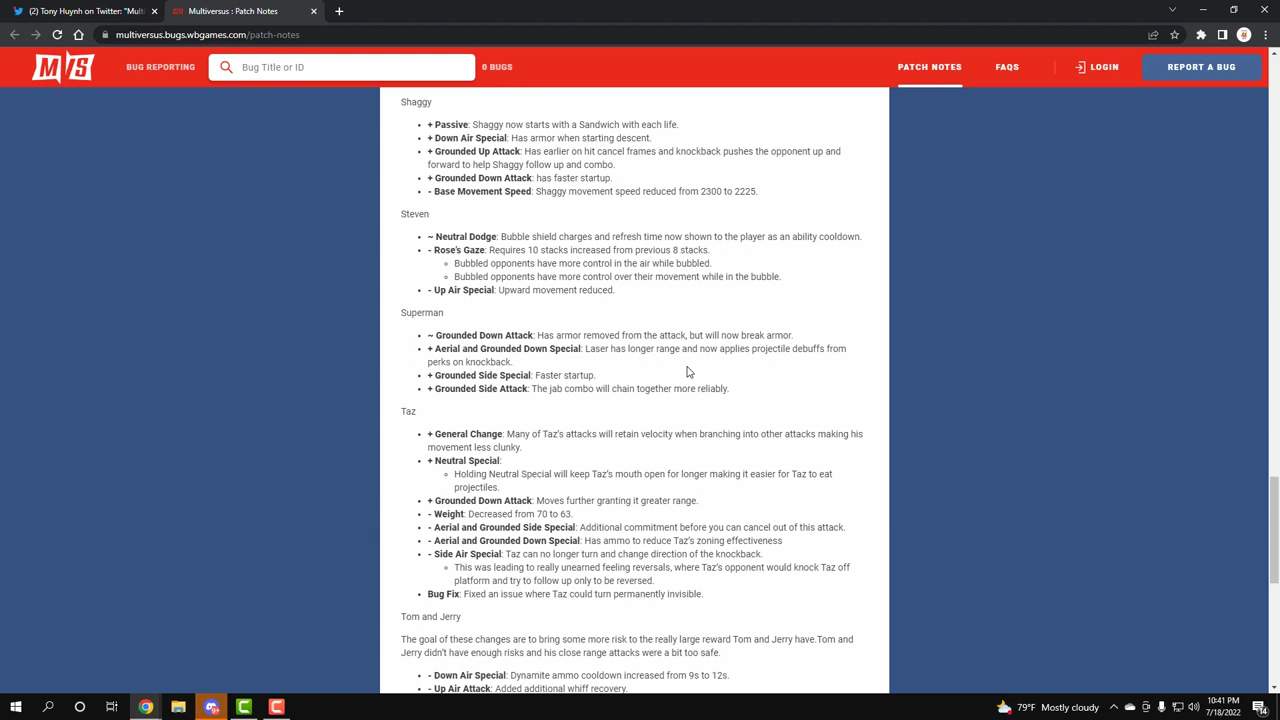 (2) Tony Huynh on Twitter: "Multi
Multiversus : Patch Notes
multiversus.bugs.wbgames.com/patch-notes
M/S
BUG REPORTING
Bug Title or ID
0 BUGS
PATCH NOTES
FAQS
LOGIN
REPORT A BUG
Shaggy
• + Passive: Shaggy now starts with a Sandwich with each life.
• + Down Air Special: Has armor when starting descent.
• + Grounded Up Attack: Has earlier on hit cancel frames and knockback pushes the opponent up and
forward to help Shaggy follow up and combo.
• + Grounded Down Attack: has faster startup.
• - Base Movement Speed: Shaggy movement speed reduced from 2300 to 2225.
Steven
• ~ Neutral Dodge: Bubble shield charges and refresh time now shown to the player as an ability cooldown.
• - Rose's Gaze: Requires 10 stacks increased from previous 8 stacks.
◦ Bubbled opponents have more control in the air while bubbled.
◦ Bubbled opponents have more control over their movement while in the bubble.
• - Up Air Special: Upward movement reduced.
Superman
• ~ Grounded Down Attack: Has armor removed from the attack, but will now break armor.
• + Aerial and Grounded Down Special: Laser has longer range and now applies projectile debuffs from
perks on knockback.
• + Grounded Side Special: Faster startup.
• + Grounded Side Attack: The jab combo will chain together more reliably.
Taz
• + General Change: Many of Taz's attacks will retain velocity when branching into other attacks making his
movement less clunky.
• + Neutral Special:
◦ Holding Neutral Special will keep Taz's mouth open for longer making it easier for Taz to eat
projectiles.
• + Grounded Down Attack: Moves further granting it greater range.
• - Weight: Decreased from 70 to 63.
• - Aerial and Grounded Side Special: Additional commitment before you can cancel out of this attack.
• - Aerial and Grounded Down Special: Has ammo to reduce Taz's zoning effectiveness
• - Side Air Special: Taz can no longer turn and change direction of the knockback.
◦ This was leading to really unearned feeling reversals, where Taz's opponent would knock Taz off
platform and try to follow up only to be reversed.
• Bug Fix: Fixed an issue where Taz could turn permanently invisible.
Tom and Jerry
The goal of these changes are to bring some more risk to the really large reward Tom and Jerry have.Tom and
Jerry didn't have enough risks and his close range attacks were a bit too safe.
• - Down Air Special: Dynamite ammo cooldown increased from 9s to 12s.
• - Up Air Attack: Added additional whiff recovery.
79°F Mostly cloudy
10:41 PM
7/18/2022